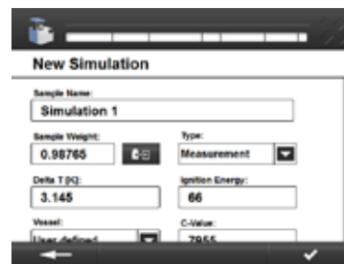 New Simulation
Sample Name:
Simulation 1
Sample Weight: Type:
0.98765 Measurement
Delta T [K]: Ignition Energy:
3.145 66
Vessel: C-Value:
User defined 7955